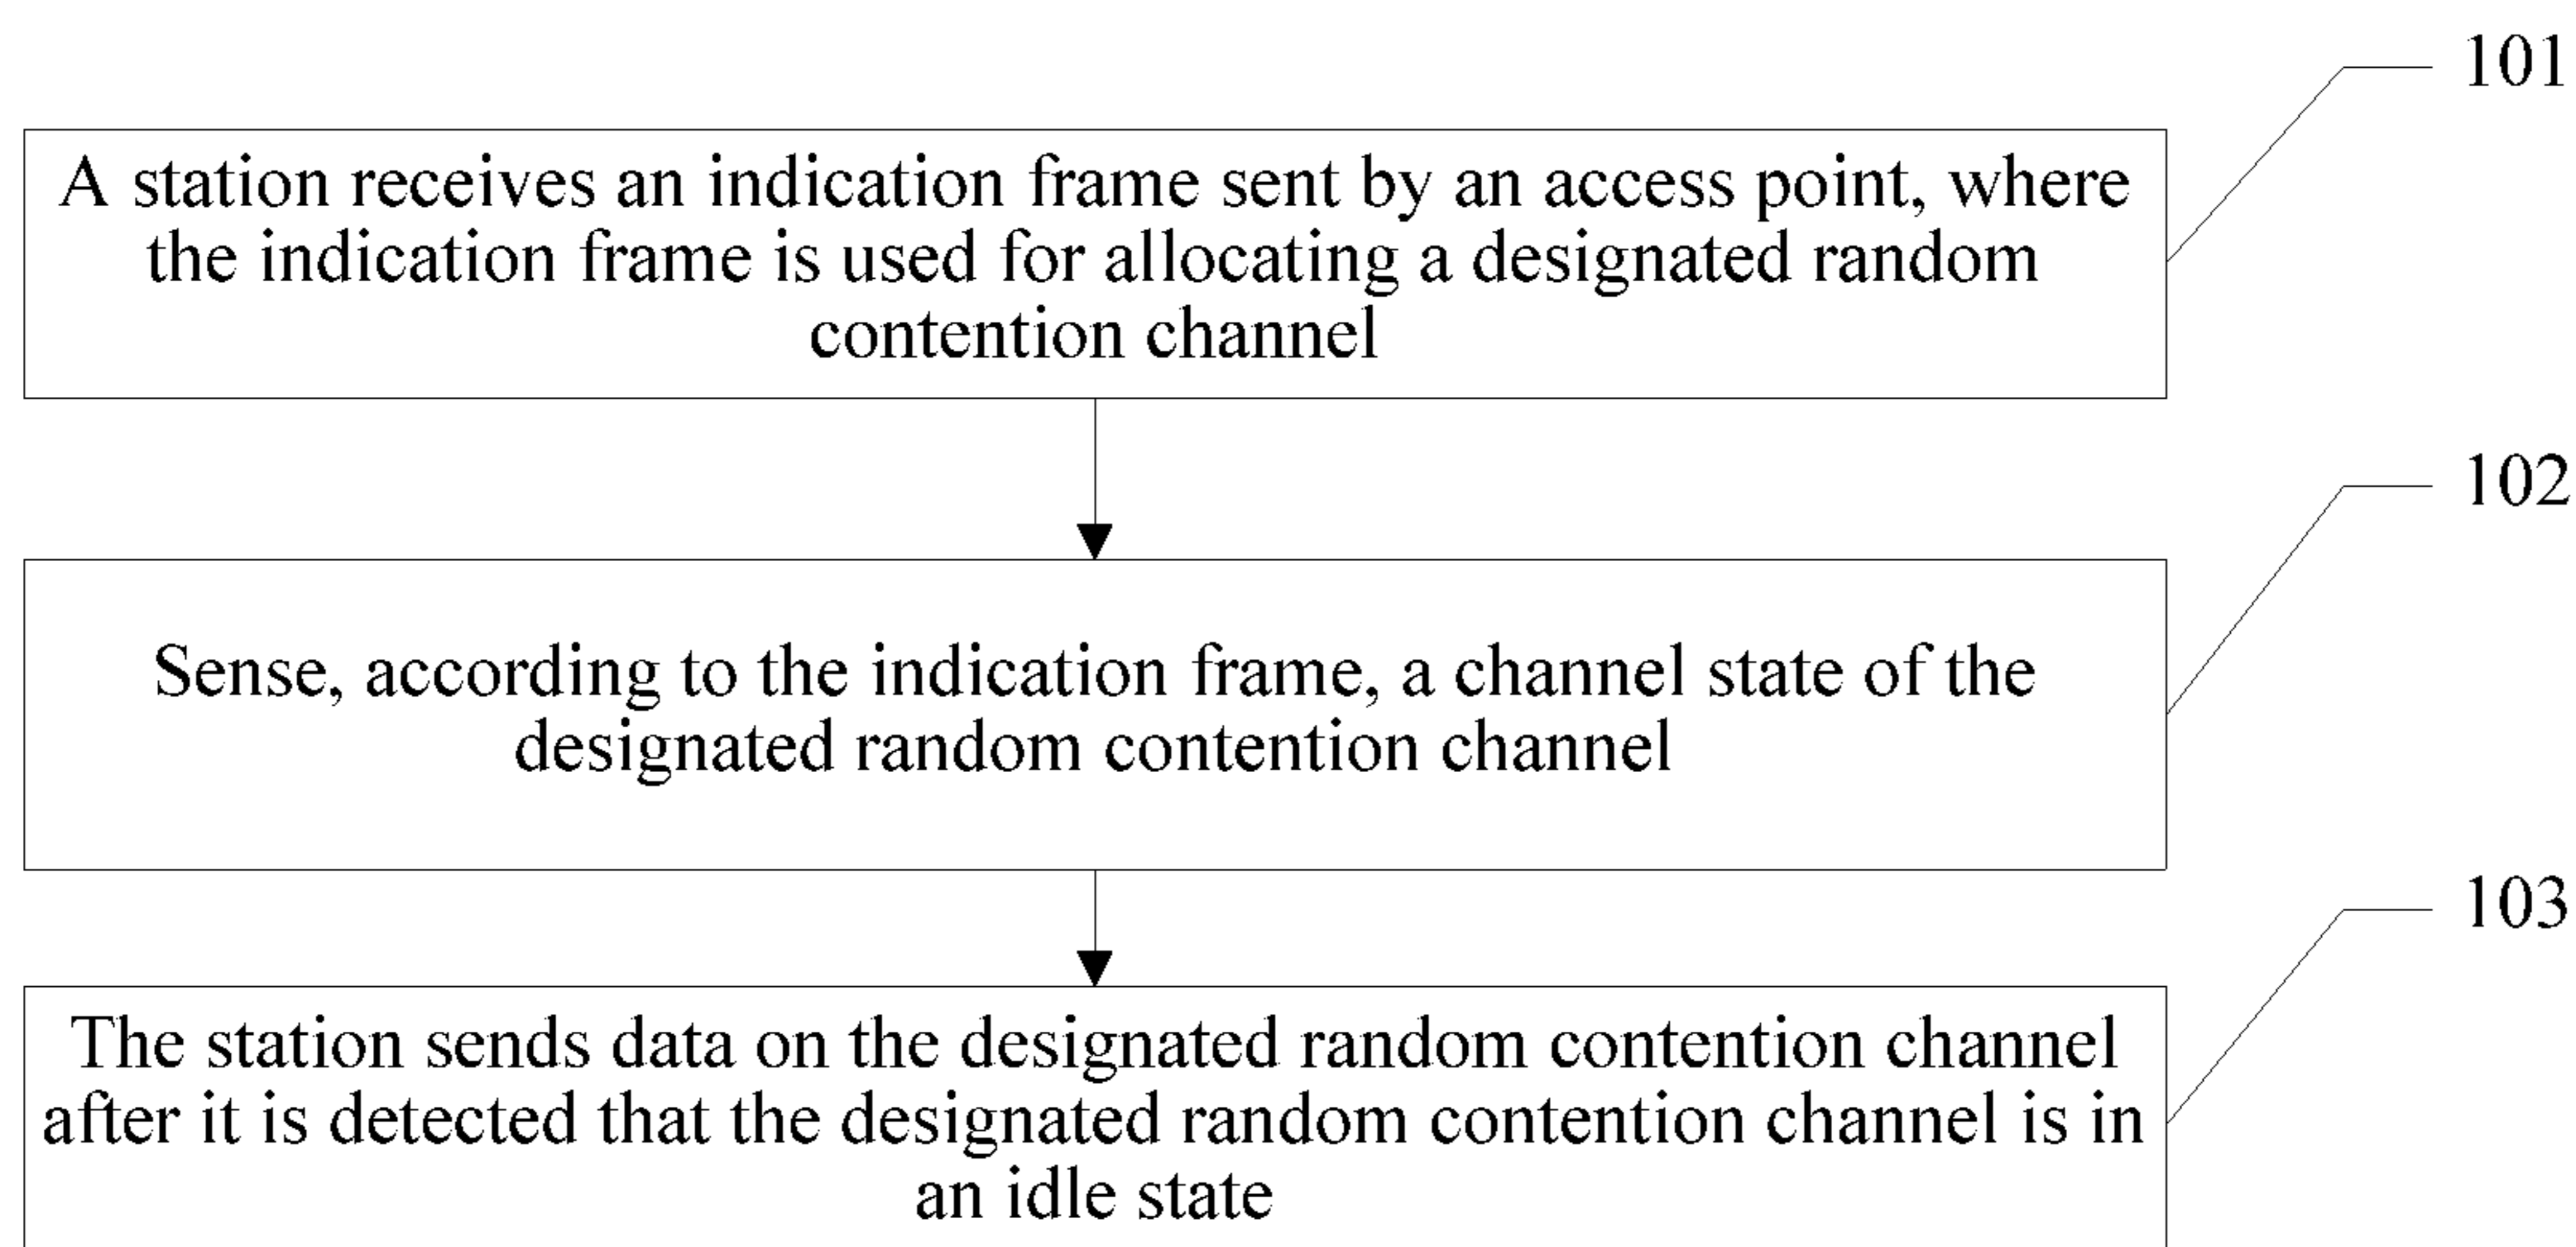 101
A station receives an indication frame sent by an access point, where
the indication frame is used for allocating a designated random
contention channel
102
Sense, according to the indication frame, a channel state of the
designated random contention channel
103
The station sends data on the designated random contention channel
after it is detected that the designated random contention channel is in
an idle state